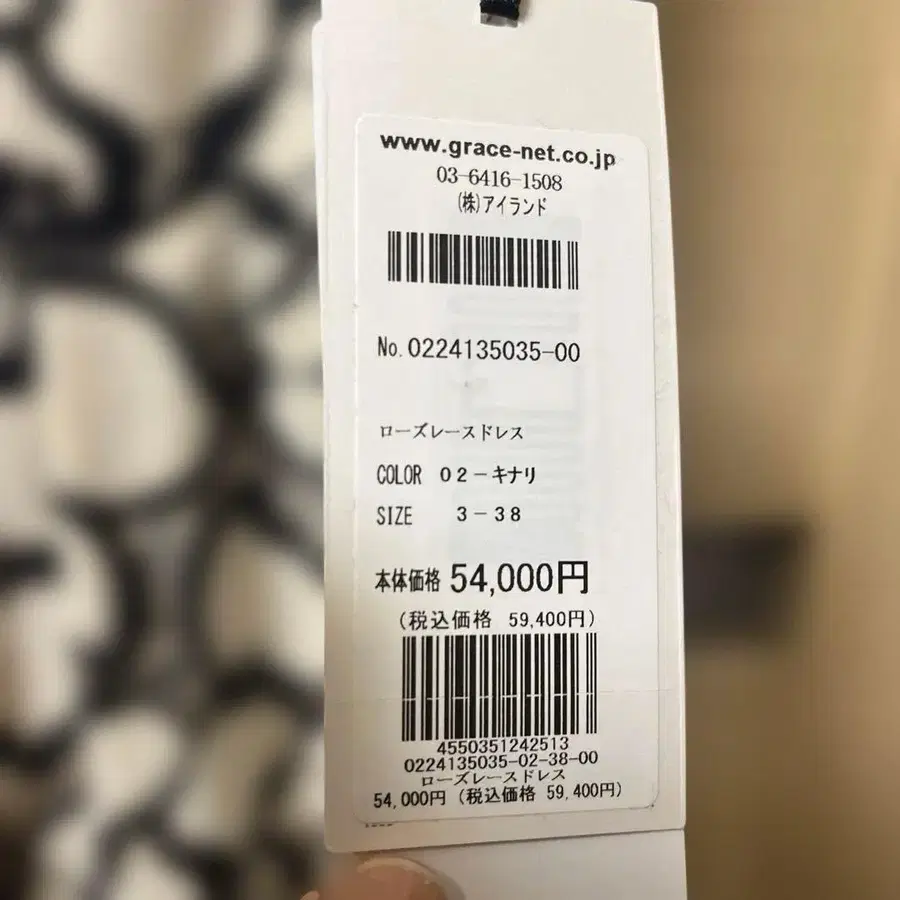 www.grace-net.co.jp
03-6416-1508
(株)アイランド
No.0224135035-00
ローズレースドレス
COLOR 02-キナリ
SIZE 3-38
本体価格 54,000円
(税込価格 59,400円)
4550351242513
0224135035-02-38-00
ローズレースドレス
54,000円 (税込価格 59,400円)